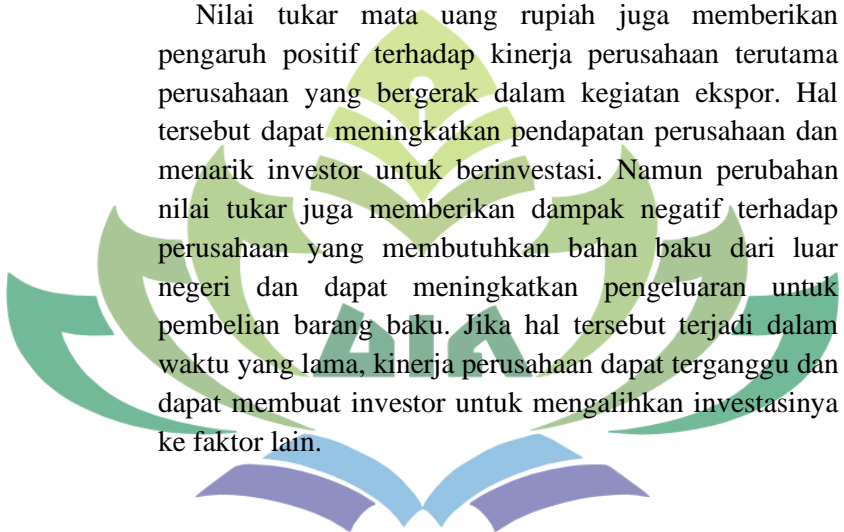 Nilai tukar mata uang rupiah juga memberikan
pengaruh positif terhadap kinerja perusahaan terutama
perusahaan yang bergerak dalam kegiatan ekspor. Hal
tersebut dapat meningkatkan pendapatan perusahaan dan
menarik investor untuk berinvestasi. Namun perubahan
nilai tukar juga memberikan dampak negatif terhadap
perusahaan yang membutuhkan bahan baku dari luar
negeri dan dapat meningkatkan pengeluaran untuk
pembelian barang baku. Jika hal tersebut terjadi dalam
waktu yang lama, kinerja perusahaan dapat terganggu dan
dapat membuat investor untuk mengalihkan investasinya
ke faktor lain.